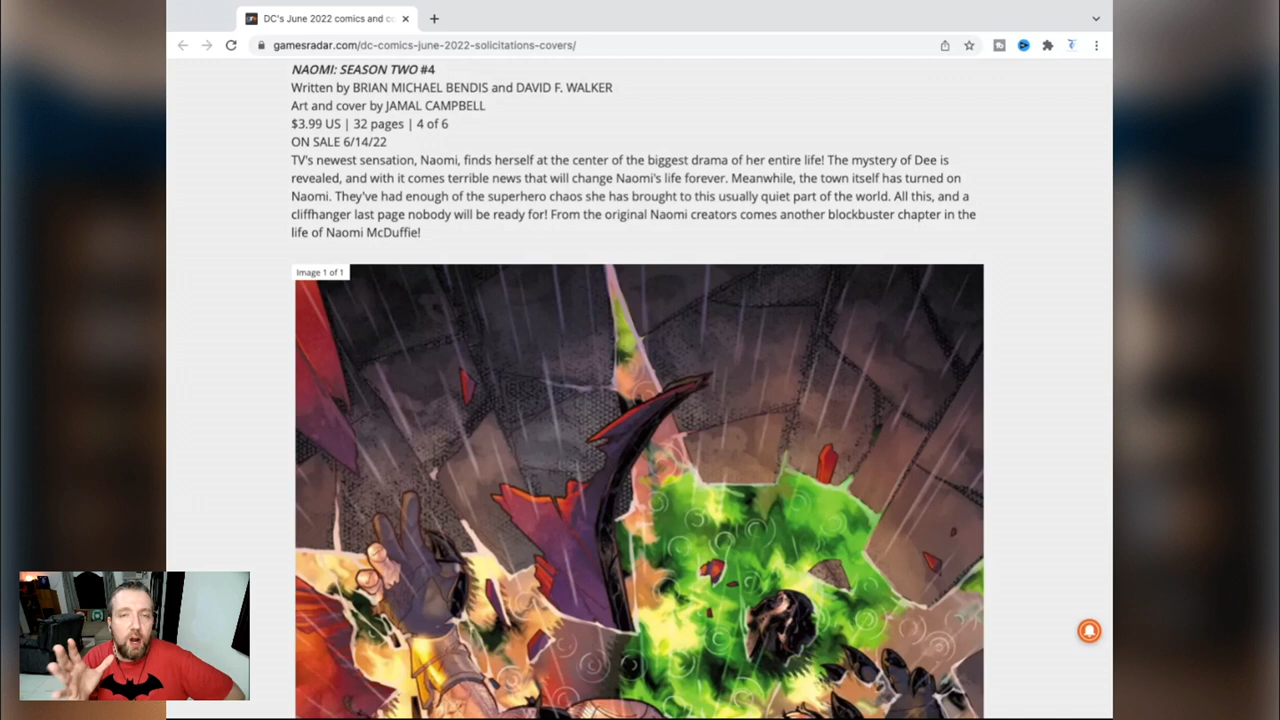 DC's June 2022 comics and co
gamesradar.com/dc-comics-june-2022-solicitations-covers/
NAOMI: SEASON TWO #4
Written by BRIAN MICHAEL BENDIS and DAVID F. WALKER
Art and cover by JAMAL CAMPBELL
$3.99 US | 32 pages | 4 of 6
ON SALE 6/14/22
TV's newest sensation, Naomi, finds herself at the center of the biggest drama of her entire life! The mystery of Dee is
revealed, and with it comes terrible news that will change Naomi's life forever. Meanwhile, the town itself has turned on
Naomi. They've had enough of the superhero chaos she has brought to this usually quiet part of the world. All this, and a
cliffhanger last page nobody will be ready for! From the original Naomi creators comes another blockbuster chapter in the
life of Naomi McDuffie!
Image 1 of 1